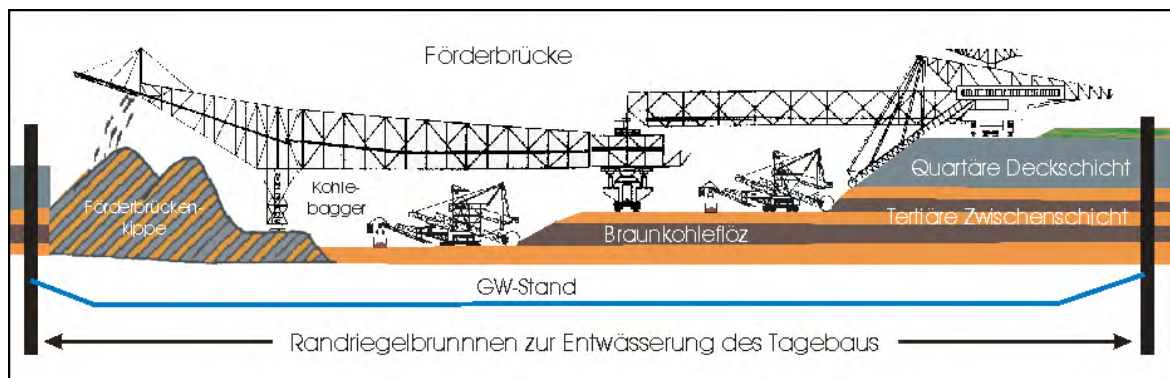 Förderbrücke
Quartäre Deckschicht
Kohle-
bagger
Förderbrücken-
kippe
Tertiäre Zwischenschicht
Braunkohleflöz
GW-Stand
Randriegelbrunnnen zur Entwässerung des Tagebaus